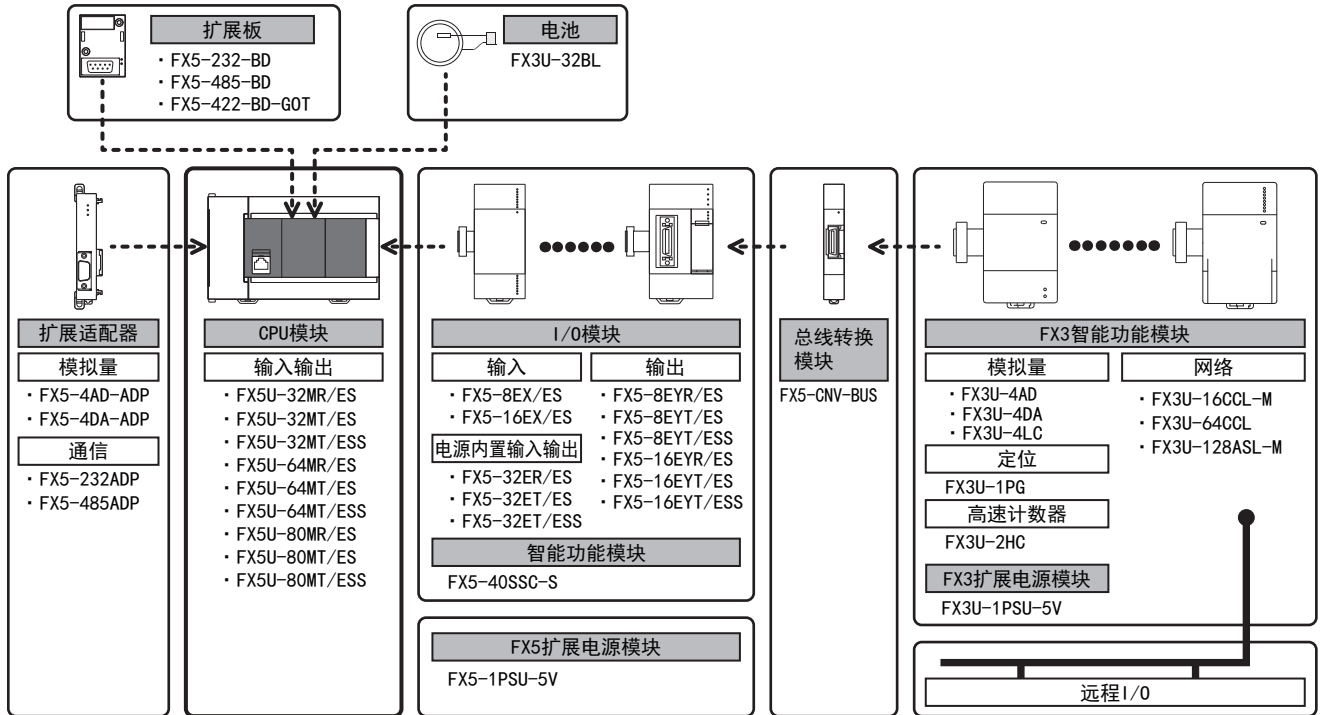 扩展板
・FX5-232-BD
・FX5-485-BD
・FX5-422-BD-GOT
电池
FX3U-32BL
扩展适配器
模拟量
・FX5-4AD-ADP
・FX5-4DA-ADP
通信
・FX5-232ADP
・FX5-485ADP
CPU模块
输入输出
・FX5U-32MR/ES
・FX5U-32MT/ES
・FX5U-32MT/ESS
・FX5U-64MR/ES
・FX5U-64MT/ES
・FX5U-64MT/ESS
・FX5U-80MR/ES
・FX5U-80MT/ES
・FX5U-80MT/ESS
I/O模块
输入
・FX5-8EX/ES
・FX5-16EX/ES
电源内置输入输出
・FX5-32ER/ES
・FX5-32ET/ES
・FX5-32ET/ESS
输出
・FX5-8EYR/ES
・FX5-8EYT/ES
・FX5-8EYT/ESS
・FX5-16EYR/ES
・FX5-16EYT/ES
・FX5-16EYT/ESS
智能功能模块
FX5-40SSC-S
FX5扩展电源模块
FX5-1PSU-5V
总线转换
模块
FX5-CNV-BUS
FX3智能功能模块
模拟量
・FX3U-4AD
・FX3U-4DA
・FX3U-4LC
定位
FX3U-1PG
高速计数器
FX3U-2HC
网络
・FX3U-16CCL-M
・FX3U-64CCL
・FX3U-128ASL-M
FX3扩展电源模块
FX3U-1PSU-5V
远程I/O